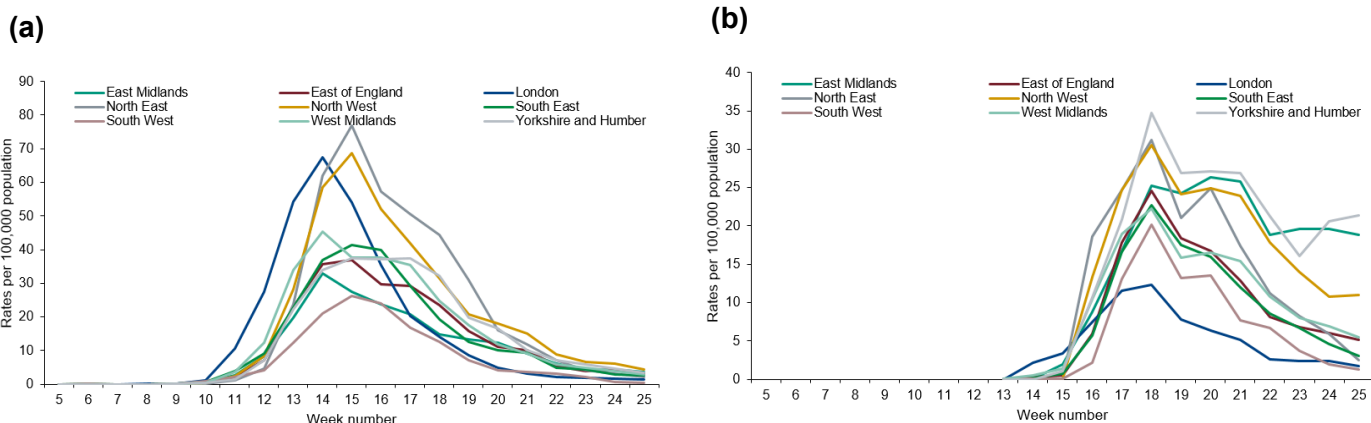 (a)
90
80
70
60
50
40
30
20
10
0
Rates per 100,000 population
East Midlands East of England London
North East North West South East
South West West Midlands Yorkshire and Humber
5 6 7 8 9 10 11 12 13 14 15 16 17 18 19 20 21 22 23 24 25
Week number
(b)
40
35
30
25
20
15
10
5
0
Rates per 100,000 population
East Midlands East of England London
North East North West South East
South West West Midlands Yorkshire and Humber
5 6 7 8 9 10 11 12 13 14 15 16 17 18 19 20 21 22 23 24 25
Week number